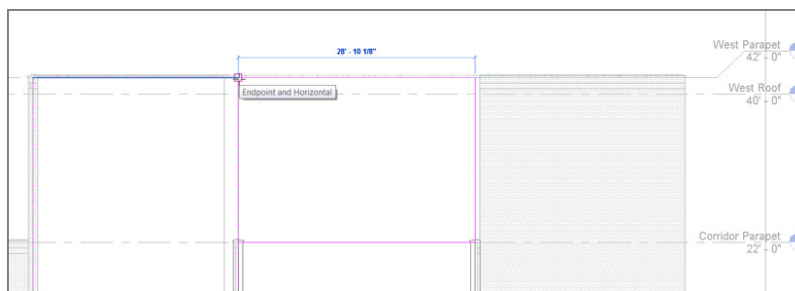 28' - 10 1/8"
West Parapet
42' - 0"
Endpoint and Horizontal
West Roof
40' - 0"
Corridor Parapet
22' - 0"